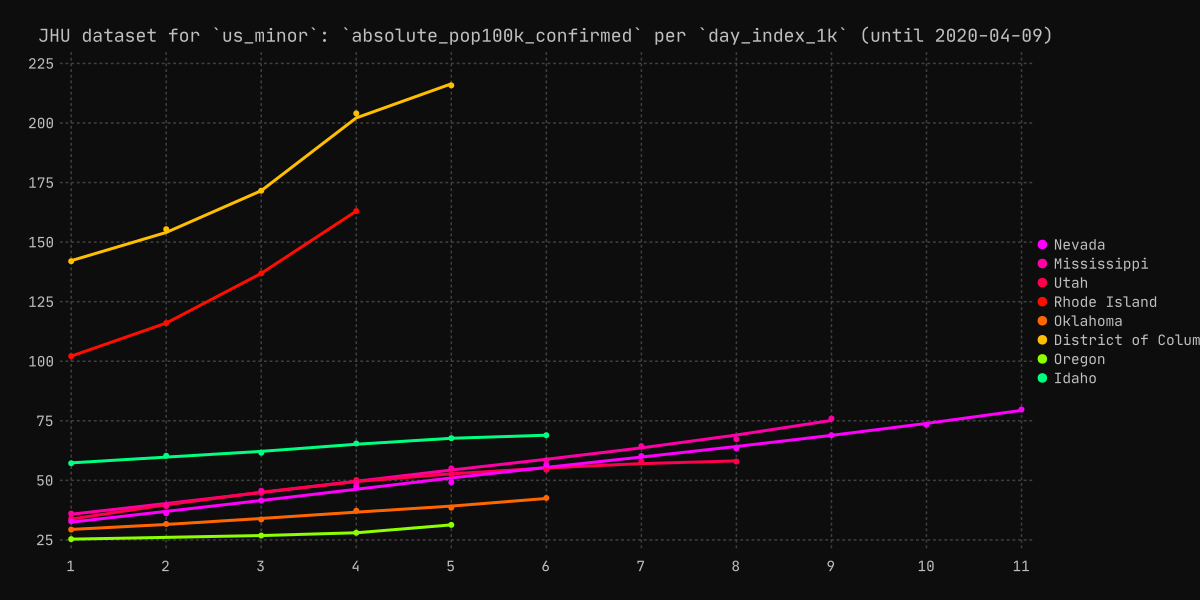 JHU dataset for `us_minor`: `absolute_pop100k_confirmed` per `day_index_1k` (until 2020-04-09)
225
200
175
150
125
100
75
50
25
1 2 3 4 5 6 7 8 9 10 11
Nevada
Mississippi
Utah
Rhode Island
Oklahoma
District of Colum
Oregon
Idaho